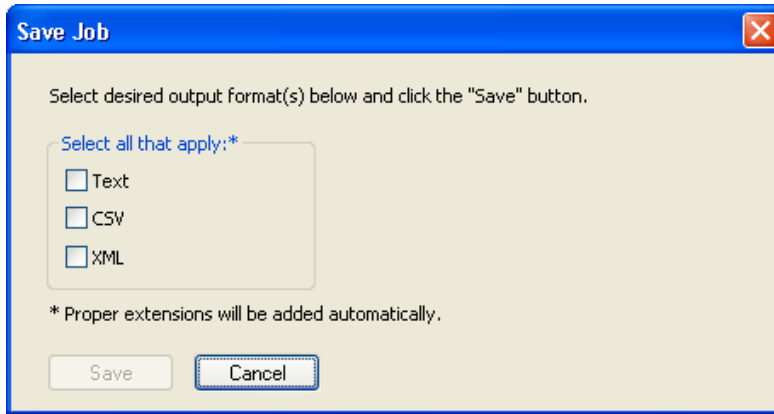 Save Job
Select desired output format(s) below and click the "Save" button.
Select all that apply:*
Text
CSV
XML
* Proper extensions will be added automatically.
Save
Cancel